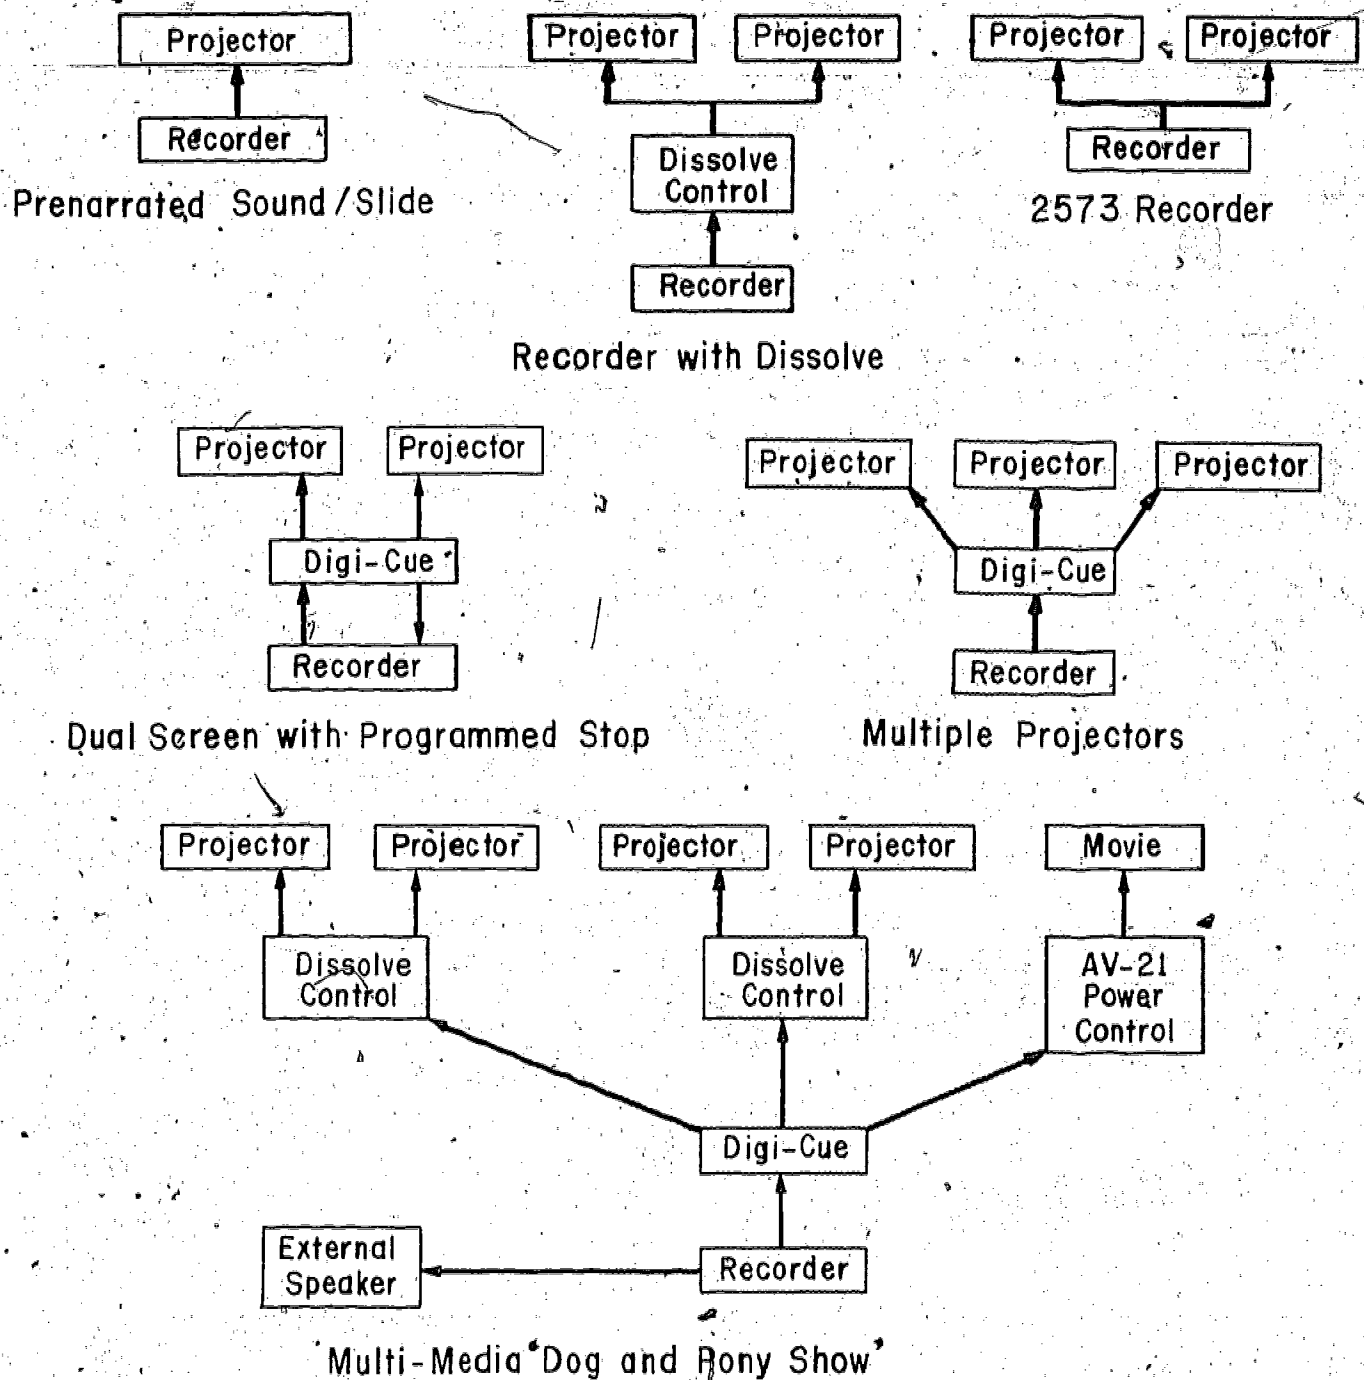 Projector
Recorder
Prenarrated Sound/Slide
Projector
Projector
Dissolve
Control
Recorder
Recorder with Dissolve
Projector
Projector
Recorder
2573 Recorder
Projector
Projector
Digi-Cue
Recorder
Dual Screen with Programmed Stop
Projector
Projector
Projector
Digi-Cue
Recorder
Multiple Projectors
Projector
Projector
Projector
Projector
Movie
Dissolve
Control
Dissolve
Control
AV-21
Power
Control
Digi-Cue
External
Speaker
Recorder
Multi-Media "Dog and Pony Show"